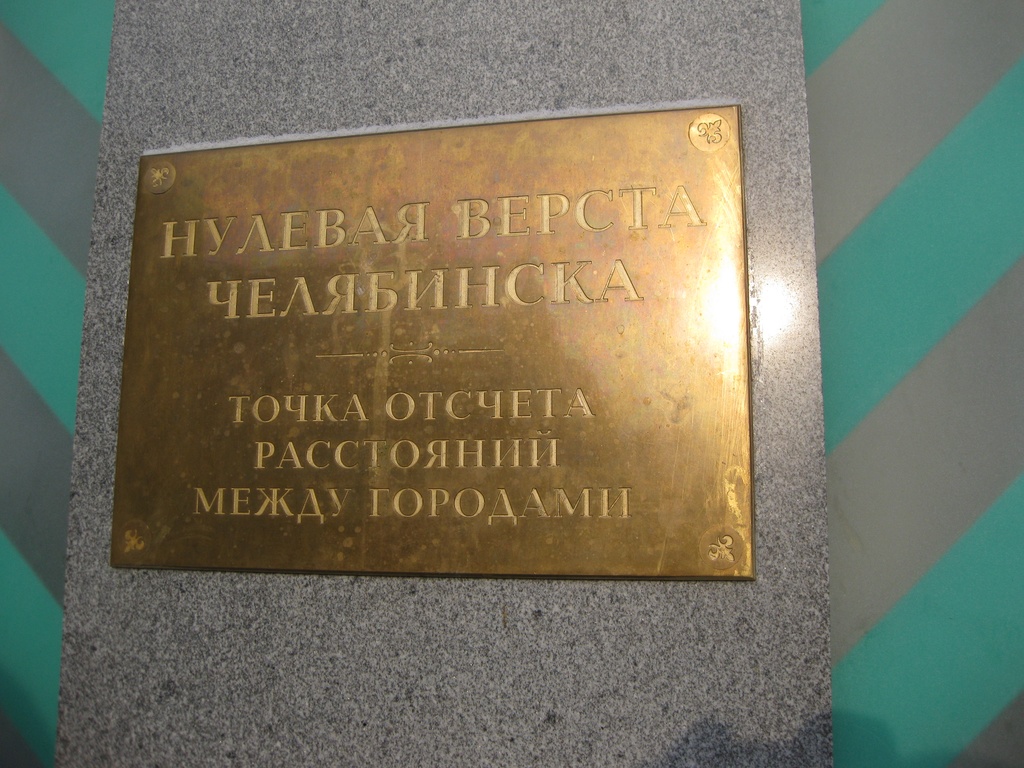 НУЛЕВАЯ ВЕРСТА
ЧЕЛЯБИНСКА
ТОЧКА ОТСЧЕТА
РАССТОЯНИЙ
МЕЖДУ ГОРОДАМИ